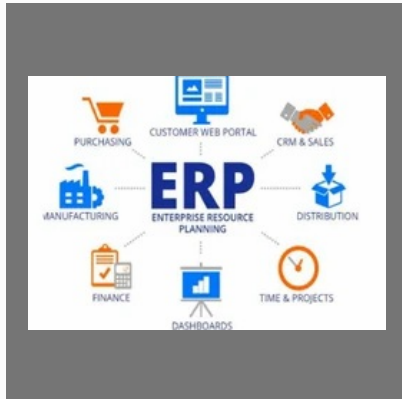 CUSTOMER WEB PORTAL
PURCHASING
CRM & SALES
ERP
ENTERPRISE RESOURCE
PLANNING
MANUFACTURING
DISTRIBUTION
FINANCE
TIME & PROJECTS
DASHBOARDS